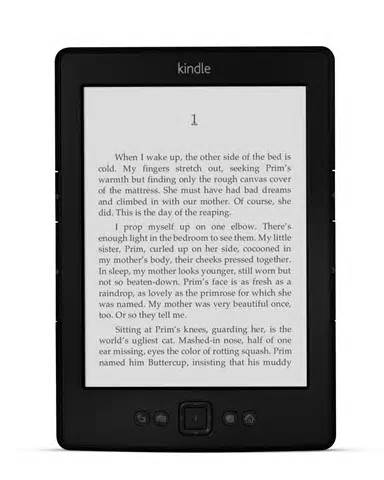 kindle
1
When I wake up, the other side of the bed is
cold. My fingers stretch out, seeking Prim's
warmth but finding only the rough canvas cover
of the mattress. She must have had bad dreams
and climbed in with our mother. Of course, she
did. This is the day of the reaping.
I prop myself up on one elbow. There's
enough light in the bedroom to see them. My little
sister, Prim, curled up on her side, cocooned in
my mother's body, their cheeks pressed together.
In sleep, my mother looks younger, still worn but
not so beaten-down. Prim's face is as fresh as a
raindrop, as lovely as the primrose for which she
was named. My mother was very beautiful once,
too. Or so they tell me.
Sitting at Prim's knees, guarding her, is the
world's ugliest cat. Mashed-in nose, half of one
ear missing, eyes the color of rotting squash. Prim
named him Buttercup, insisting that his muddy